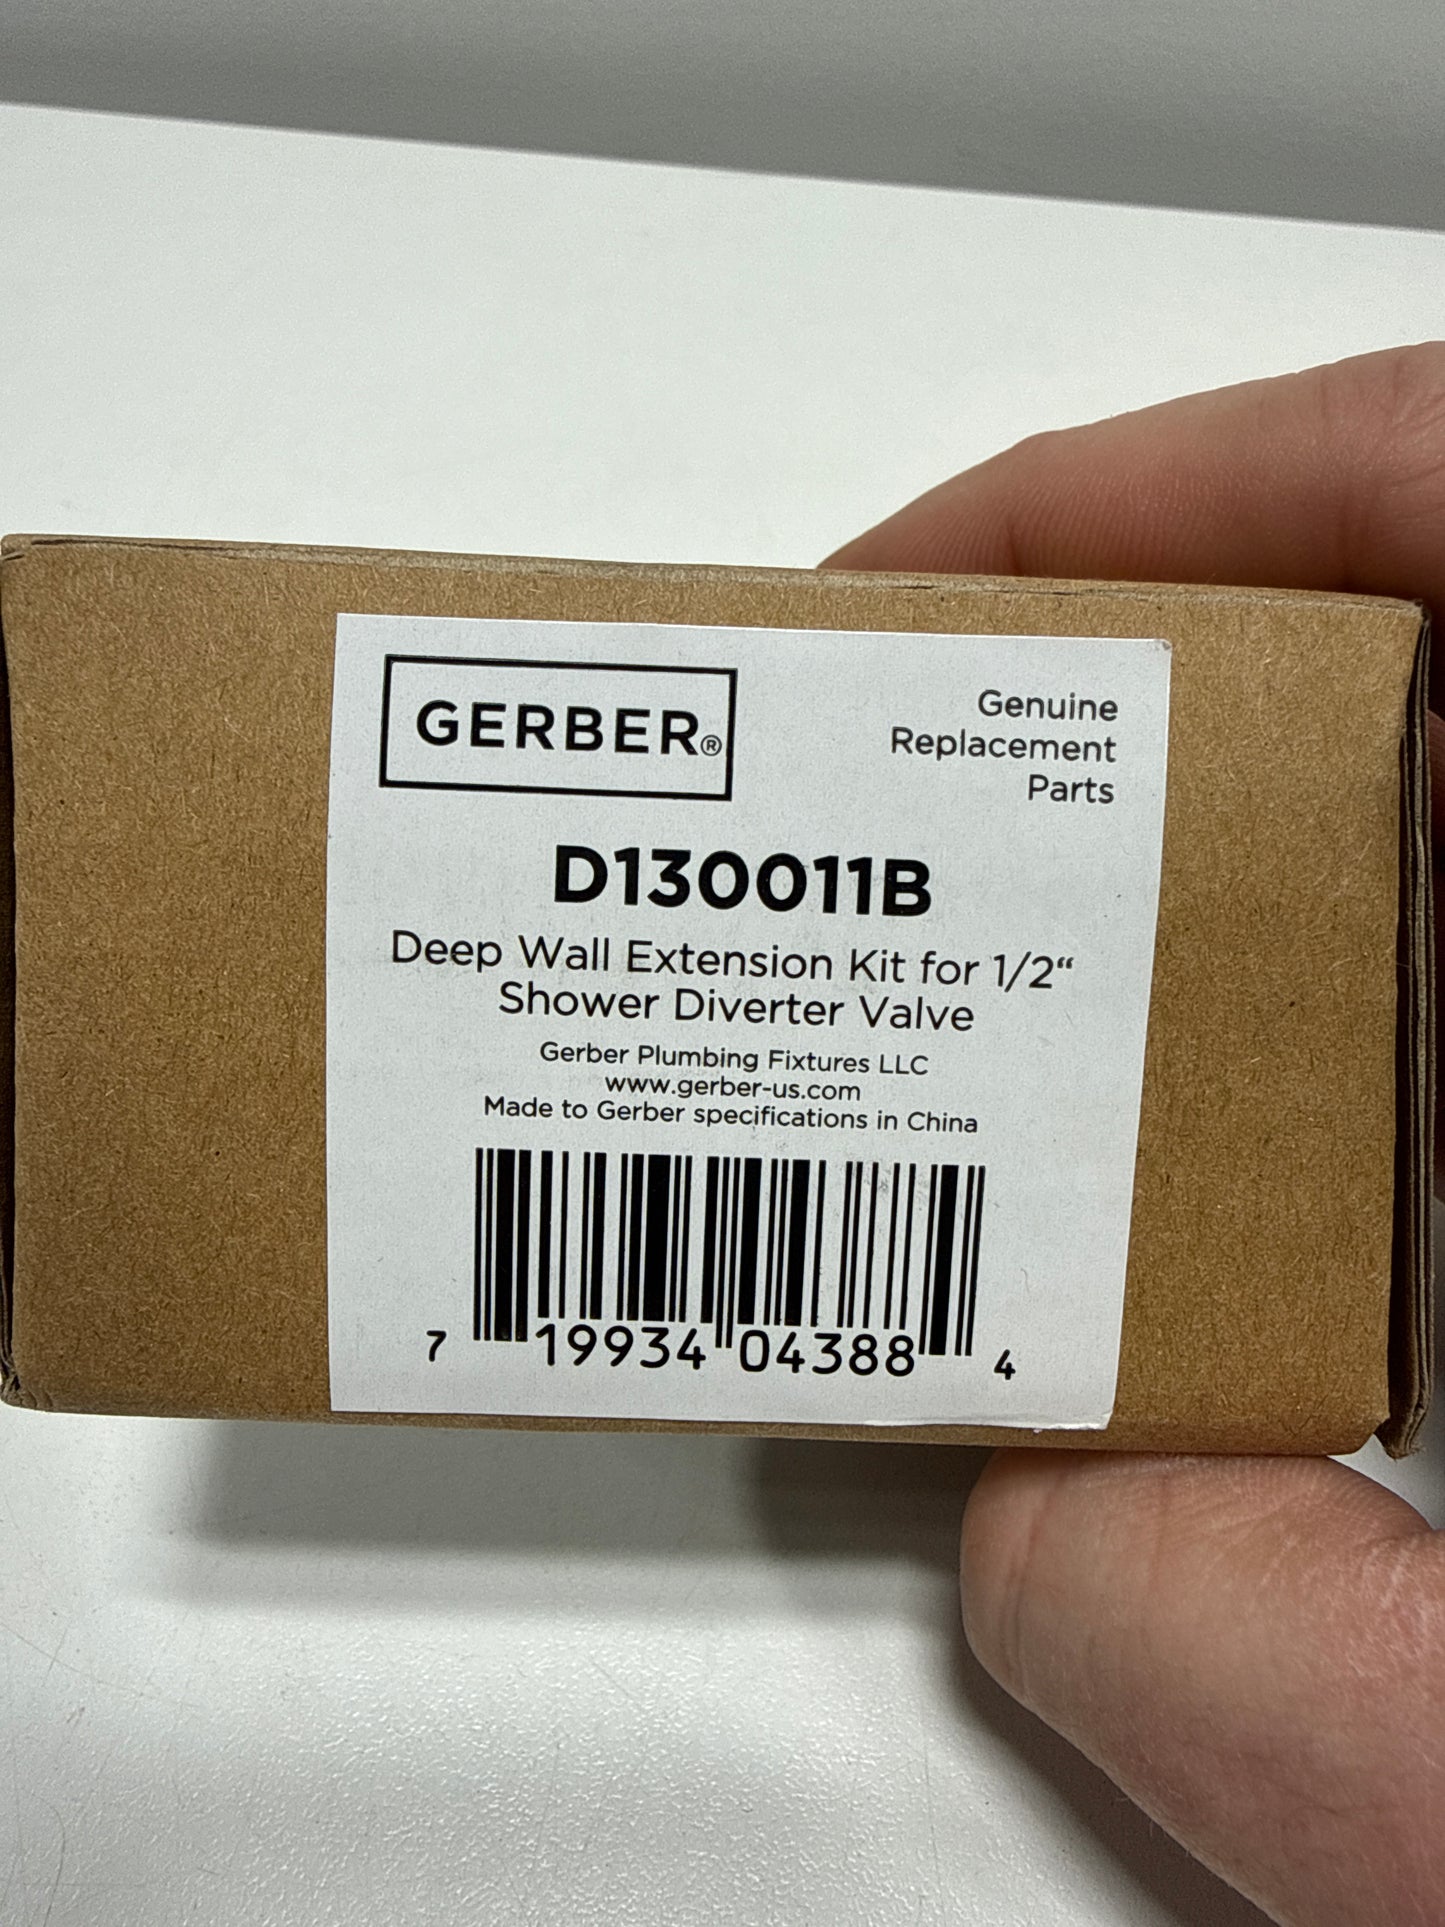 GERBER®
Genuine
Replacement
Parts
D130011B
Deep Wall Extension Kit for 1/2“
Shower Diverter Valve
Gerber Plumbing Fixtures LLC
www.gerber-us.com
Made to Gerber specifications in China
7 19934 04388 4